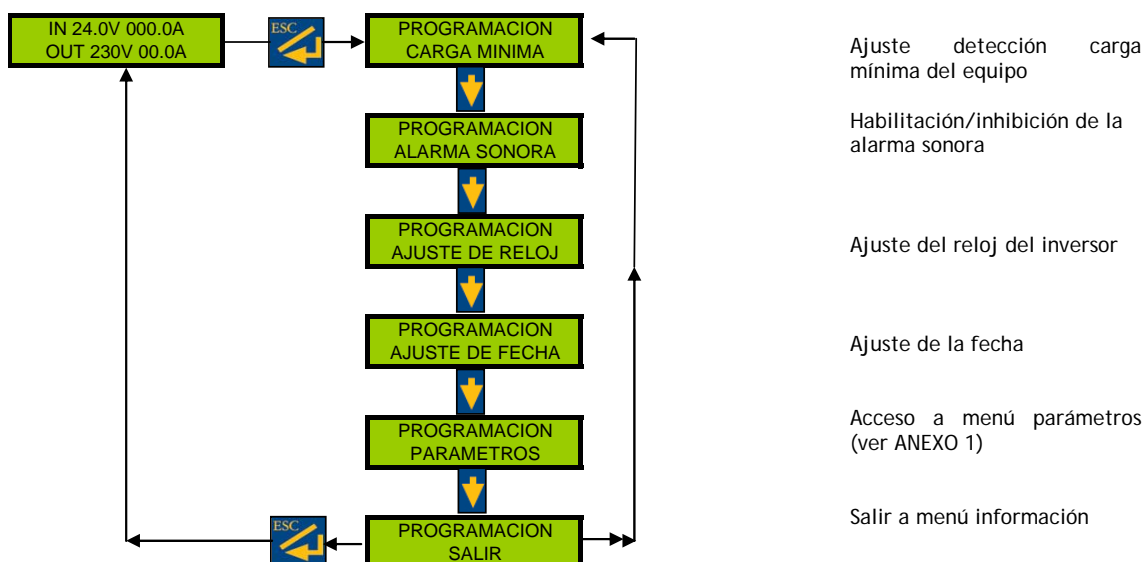 IN 24.0V 000.0A
OUT 230V 00.0A
ESC
PROGRAMACION
CARGA MINIMA
Ajuste detección carga
mínima del equipo
PROGRAMACION
ALARMA SONORA
Habilitación/inhibición de la
alarma sonora
PROGRAMACION
AJUSTE DE RELOJ
Ajuste del reloj del inversor
PROGRAMACION
AJUSTE DE FECHA
Ajuste de la fecha
PROGRAMACION
PARAMETROS
Acceso a menú parámetros
(ver ANEXO 1)
ESC
PROGRAMACION
SALIR
Salir a menú información